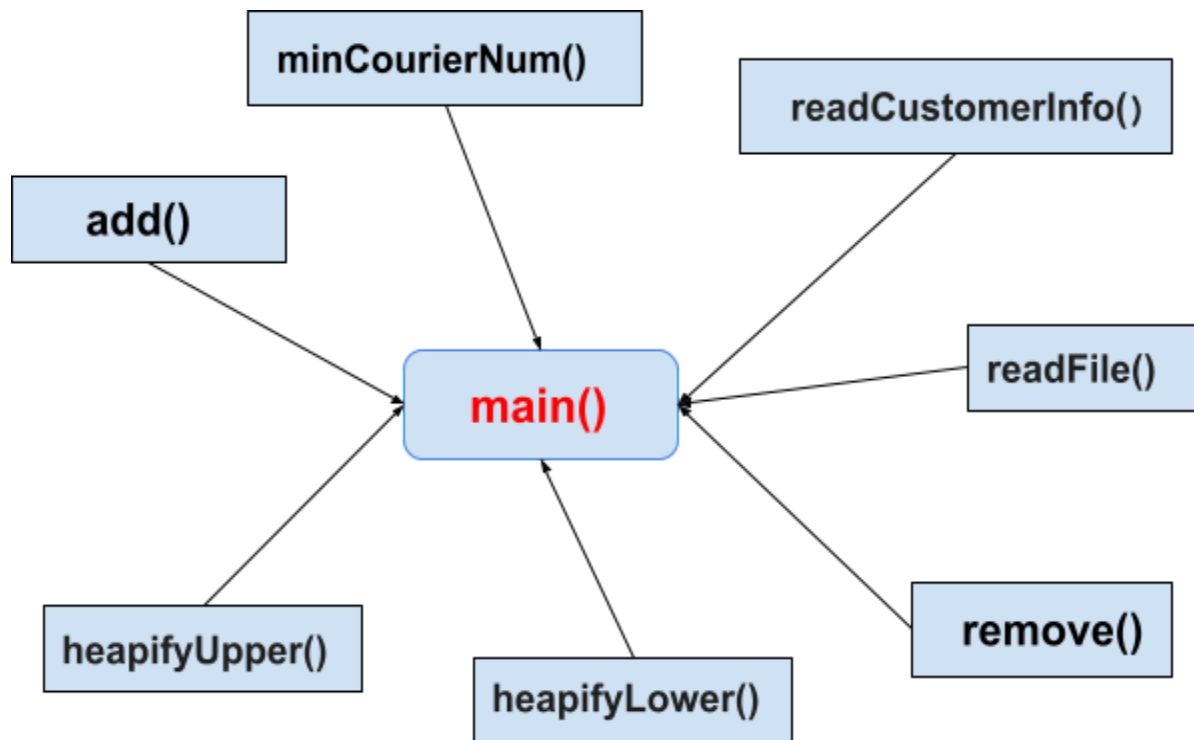 minCourierNum()
readCustomerInfo()
add()
readFile()
main()
remove()
heapifyUpper()
heapifyLower()